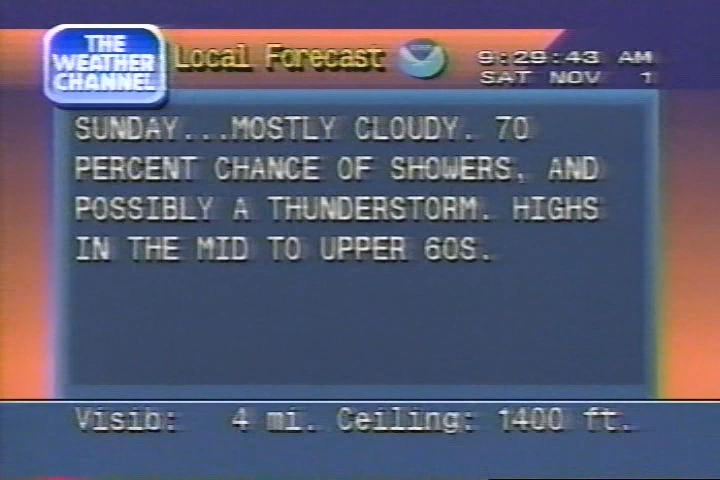 THE
WEATHER
CHANNEL
Local Forecast
9:29:43 AM
SAT NOV 1
SUNDAY...MOSTLY CLOUDY. 70
PERCENT CHANCE OF SHOWERS, AND
POSSIBLY A THUNDERSTORM. HIGHS
IN THE MID TO UPPER 60S.
Visib: 4 mi. Ceiling: 1400 ft.